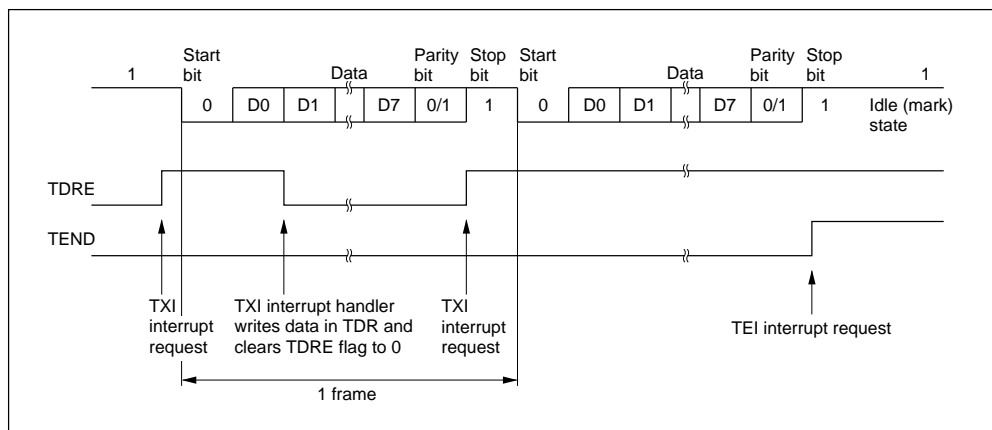 Start
bit
Data
Parity
bit
Stop
bit
Start
bit
Data
Parity
bit
Stop
bit
1
1
0
D0
D1
D7
0/1
1
0
D0
D1
D7
0/1
1
Idle (mark)
state
TDRE
TEND
TXI
interrupt
request
TXI interrupt handler
writes data in TDR and
clears TDRE flag to 0
TXI
interrupt
request
TEI interrupt request
1 frame